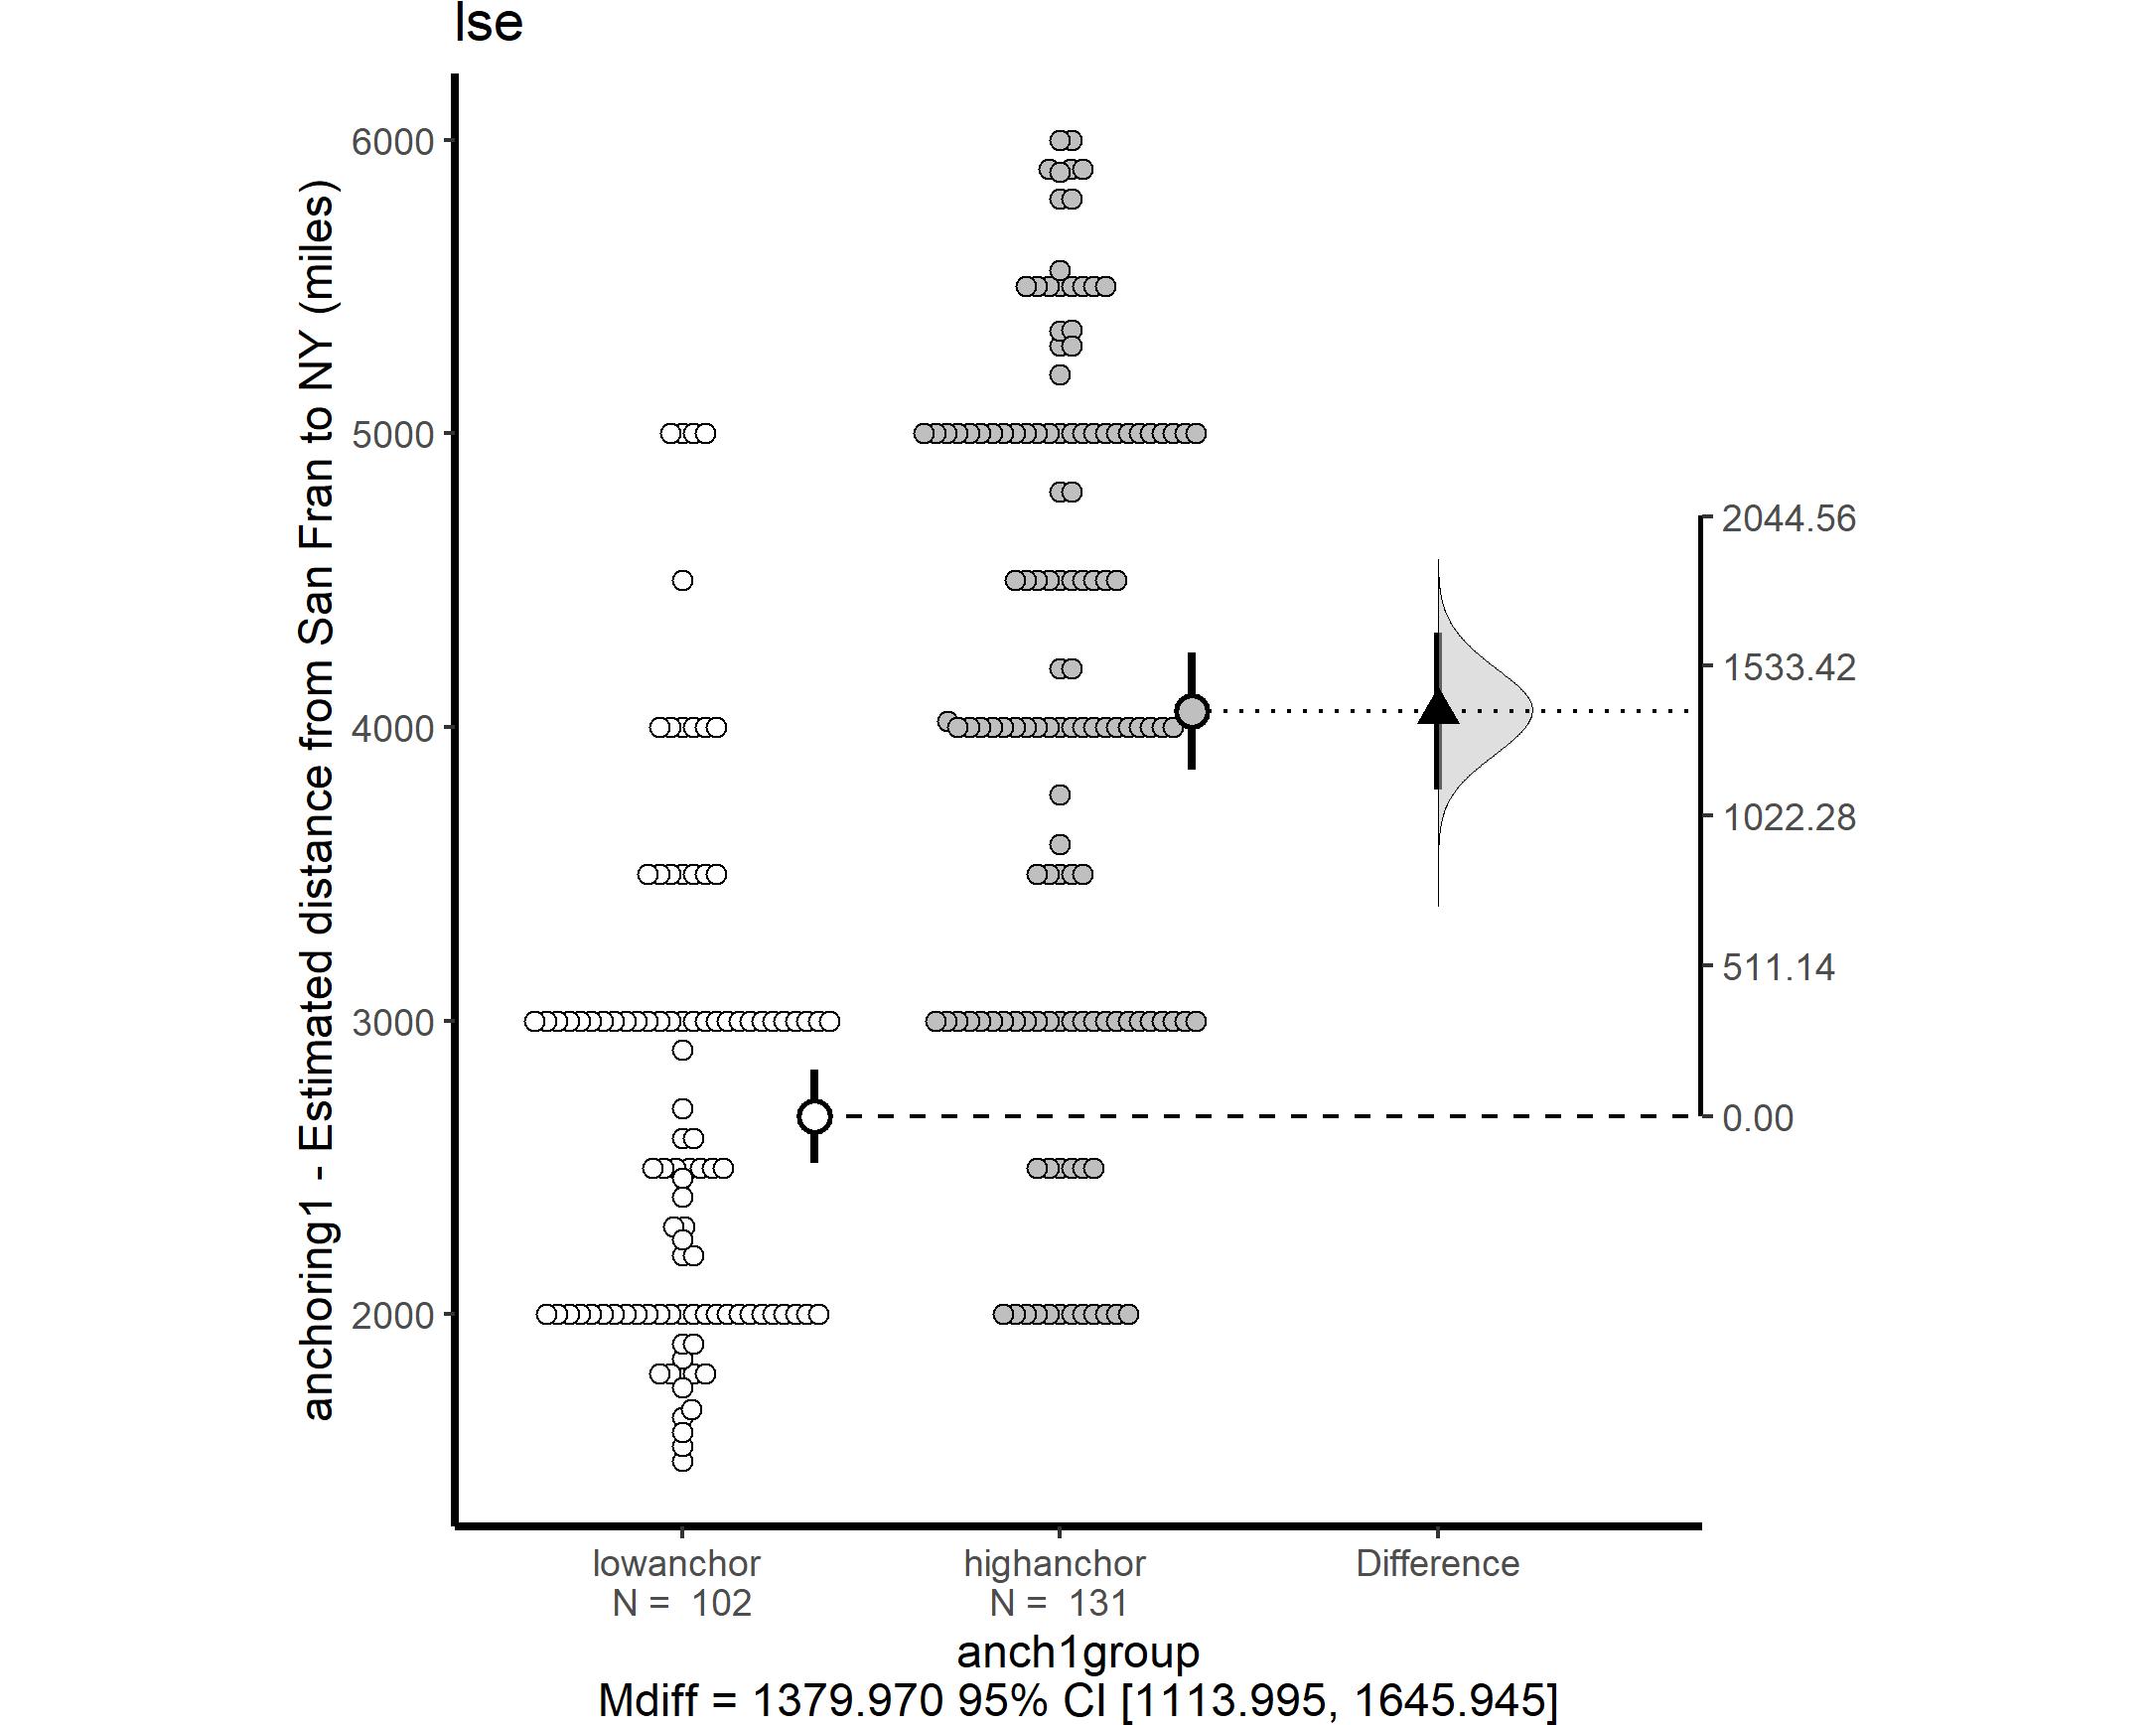 lse
anchoring1 - Estimated distance from San Fran to NY (miles)
6000
5000
4000
3000
2000
2044.56
1533.42
1022.28
511.14
0.00
lowanchor
N =  102
highanchor
N =  131
Difference
anch1group
Mdiff = 1379.970 95% CI [1113.995, 1645.945]